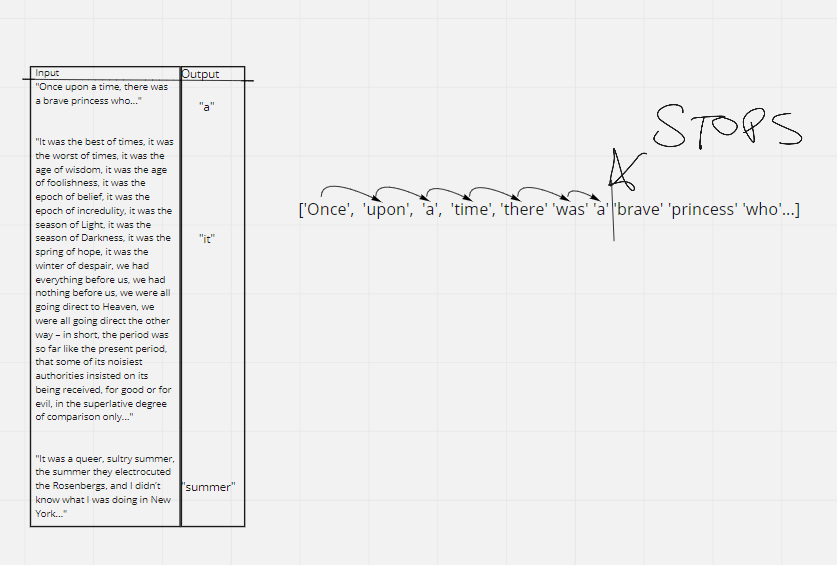 Input
Output
"Once upon a time, there was
a brave princess who..."
"a"
"It was the best of times, it was
the worst of times, it was the
age of wisdom, it was the age
of foolishness, it was the
epoch of belief, it was the
epoch of incredulity, it was the
season of Light, it was the
season of Darkness, it was the
spring of hope, it was the
winter of despair, we had
everything before us, we had
nothing before us, we were all
going direct to Heaven, we
were all going direct the other
way – in short, the period was
so far like the present period,
that some of its noisiest
authorities insisted on its
being received, for good or for
evil, in the superlative degree
of comparison only..."
"it"
"It was a queer, sultry summer,
the summer they electrocuted
the Rosenbergs, and I didn't
know what I was doing in New
York..."
"summer"
STOPS
['Once', 'upon', 'a', 'time', 'there' 'was' 'a' 'brave' 'princess' 'who'...]